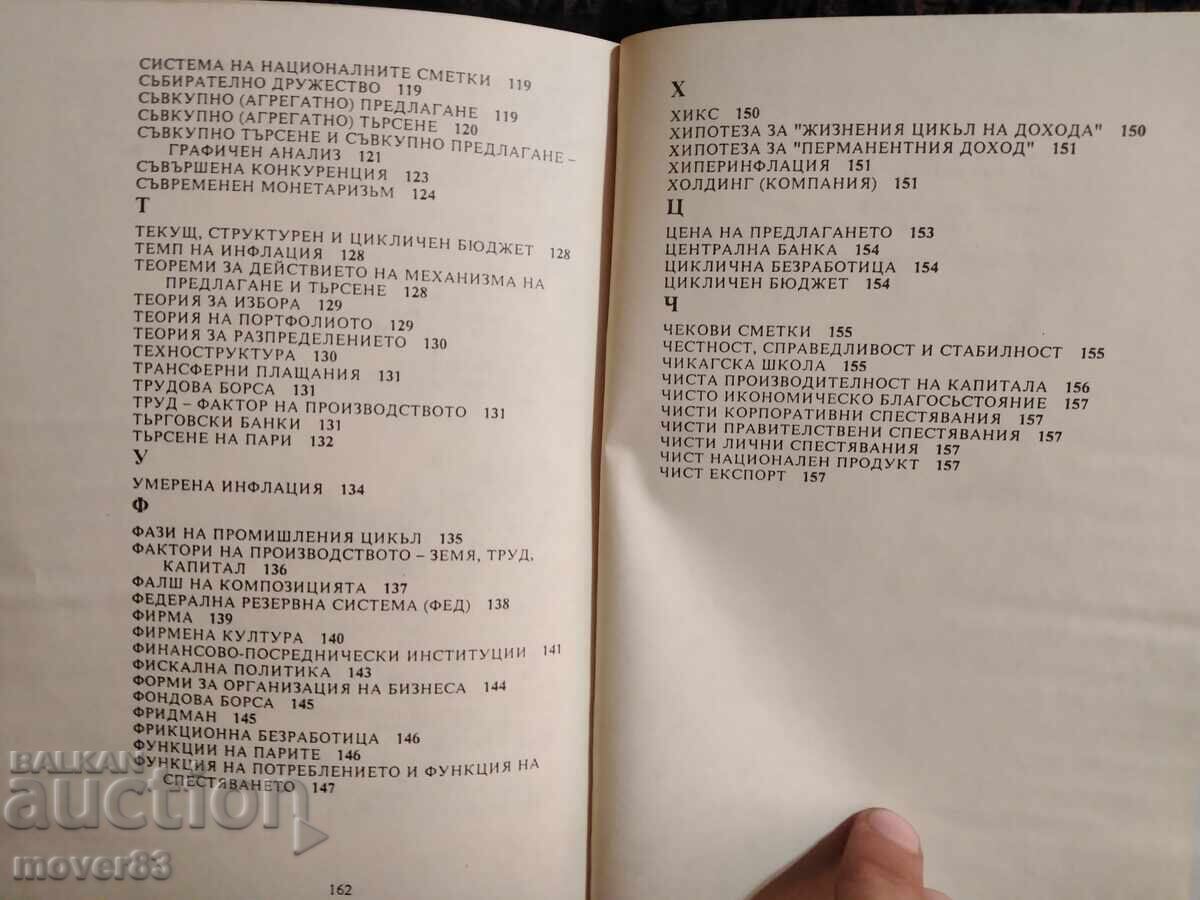 СИСТЕМА НА НАЦИОНАЛНИТЕ СМЕТКИ 119
СЪБИРАТЕЛНО ДРУЖЕСТВО 119
СЪВКУПНО (АГРЕГАТНО) ПРЕДЛАГАНЕ 119
СЪВКУПНО (АГРЕГАТНО) ТЪРСЕНЕ 120
СЪВКУПНО ТЪРСЕНЕ И СЪВКУПНО ПРЕДЛАГАНЕ –
ГРАФИЧЕН АНАЛИЗ 121
СЪВЪРШЕНА КОНКУРЕНЦИЯ 123
СЪВРЕМЕНЕН МОНЕТАРИЗЪМ 124
Т
ТЕКУЩ, СТРУКТУРЕН И ЦИКЛИЧЕН БЮДЖЕТ 128
ТЕМП НА ИНФЛАЦИЯ 128
ТЕОРЕМИ ЗА ДЕЙСТВИЕТО НА МЕХАНИЗМА НА
ПРЕДЛАГАНЕ И ТЪРСЕНЕ 128
ТЕОРИЯ ЗА ИЗБОРА 129
ТЕОРИЯ НА ПОРТФОЛИОТО 129
ТЕОРИЯ ЗА РАЗПРЕДЕЛЕНИЕТО 130
ТЕХНОСТРУКТУРА 130
ТРАНСФЕРНИ ПЛАЩАНИЯ 131
ТРУДОВА БОРСА 131
ТРУД – ФАКТОР НА ПРОИЗВОДСТВОТО 131
ТЪРГОВСКИ БАНКИ 131
ТЪРСЕНЕ НА ПАРИ 132
У
УМЕРЕНА ИНФЛАЦИЯ 134
Ф
ФАЗИ НА ПРОМИШЛЕНИЯ ЦИКЪЛ 135
ФАКТОРИ НА ПРОИЗВОДСТВОТО – ЗЕМЯ, ТРУД,
КАПИТАЛ 136
ФАЛШ НА КОМПОЗИЦИЯТА 137
ФЕДЕРАЛНА РЕЗЕРВНА СИСТЕМА (ФЕД) 138
ФИРМА 139
ФИРМЕНА КУЛТУРА 140
ФИНАНСОВО-ПОСРЕДНИЧЕСКИ ИНСТИТУЦИИ 141
ФИСКАЛНА ПОЛИТИКА 143
ФОРМИ ЗА ОРГАНИЗАЦИЯ НА БИЗНЕСА 144
ФОНДОВА БОРСА 145
ФРИДМАН 145
ФРИКЦИОННА БЕЗРАБОТИЦА 146
ФУНКЦИИ НА ПАРИТЕ 146
ФУНКЦИЯ НА ПОТРЕБЛЕНИЕТО И ФУНКЦИЯ НА
СПЕСТЯВАНЕТО 147
162
Х
ХИКС 150
ХИПОТЕЗА ЗА "ЖИЗНЕНИЯ ЦИКЪЛ НА ДОХОДА" 150
ХИПОТЕЗА ЗА "ПЕРМАНЕНТНИЯ ДОХОД" 151
ХИПЕРИНФЛАЦИЯ 151
ХОЛДИНГ (КОМПАНИЯ) 151
Ц
ЦЕНА НА ПРЕДЛАГАНЕТО 153
ЦЕНТРАЛНА БАНКА 154
ЦИКЛИЧНА БЕЗРАБОТИЦА 154
ЦИКЛИЧЕН БЮДЖЕТ 154
Ч
ЧЕКОВИ СМЕТКИ 155
ЧЕСТНОСТ, СПРАВЕДЛИВОСТ И СТАБИЛНОСТ 155
ЧИКАГСКА ШКОЛА 155
ЧИСТА ПРОИЗВОДИТЕЛНОСТ НА КАПИТАЛА 156
ЧИСТО ИКОНОМИЧЕСКО БЛАГОСЪСТОЯНИЕ 157
ЧИСТИ КОРПОРАТИВНИ СПЕСТЯВАНИЯ 157
ЧИСТИ ПРАВИТЕЛСТВЕНИ СПЕСТЯВАНИЯ 157
ЧИСТИ ЛИЧНИ СПЕСТЯВАНИЯ 157
ЧИСТ НАЦИОНАЛЕН ПРОДУКТ 157
ЧИСТ ЕКСПОРТ 157
BALKAN
auction
mover83